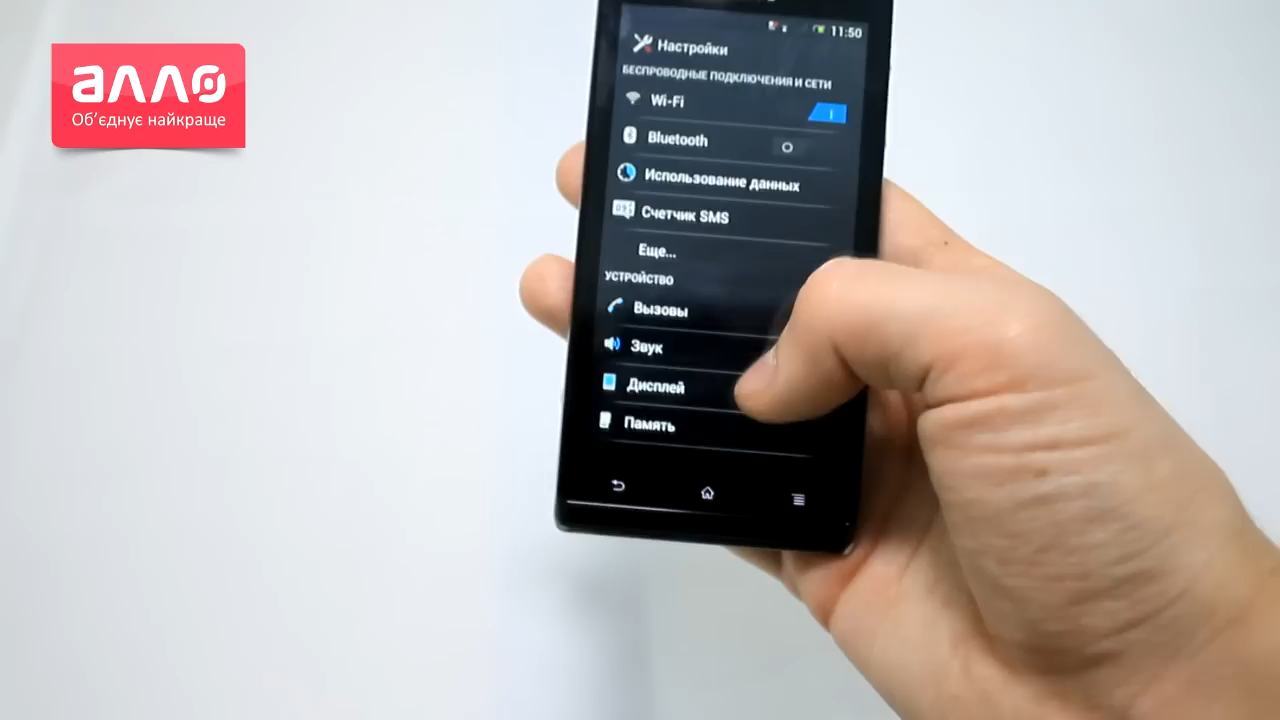 алло
Об’єднує найкраще
11:50
Настройки
БЕСПРОВОДНЫЕ ПОДКЛЮЧЕНИЯ И СЕТИ
Wi-Fi
Bluetooth
Использование данных
Счетчик SMS
Еще...
УСТРОЙСТВО
Вызовы
Звук
Дисплей
Память